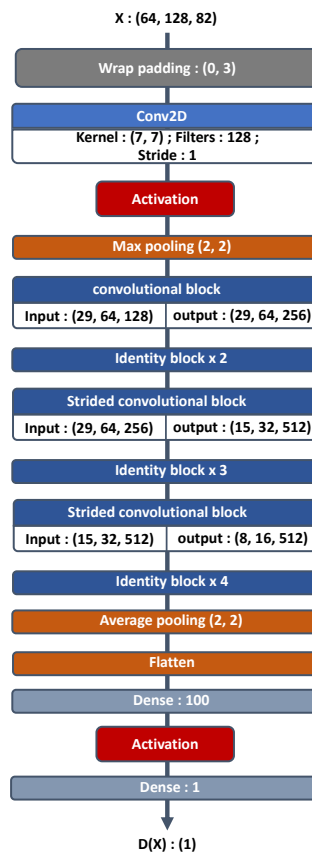 X : (64, 128, 82)
Wrap padding : (0, 3)
Conv2D
Kernel : (7, 7) ; Filters : 128 ;
Stride : 1
Activation
Max pooling (2, 2)
convolutional block
Input : (29, 64, 128) output : (29, 64, 256)
Identity block x 2
Strided convolutional block
Input : (29, 64, 256) output : (15, 32, 512)
Identity block x 3
Strided convolutional block
Input : (15, 32, 512) output : (8, 16, 512)
Identity block x 4
Average pooling (2, 2)
Flatten
Dense : 100
Activation
Dense : 1
D(X) : (1)